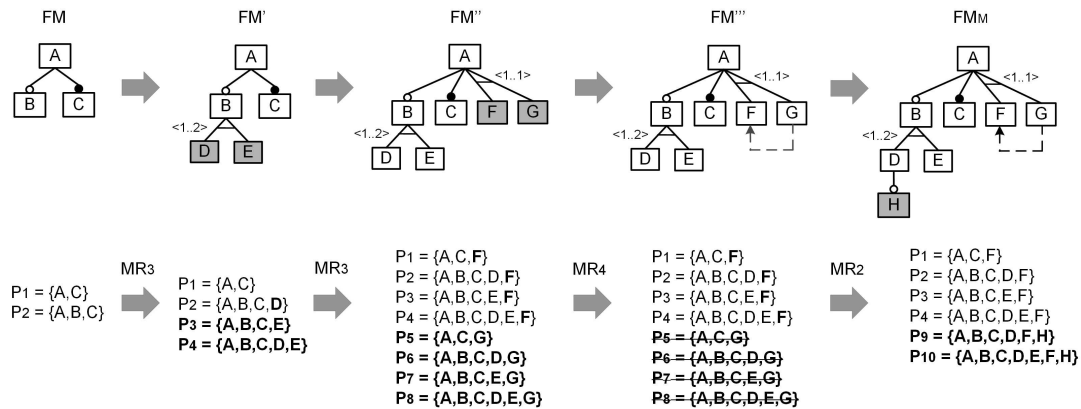 FM
A
B
C
FM'
A
B
C
<1..2>
D
E
FM''
A
<1..1>
B
C
F
G
<1..2>
D
E
FM'''
A
<1..1>
B
C
F
G
<1..2>
D
E
FMM
A
<1..1>
B
C
F
G
<1..2>
D
E
H
P1 = {A,C}
P2 = {A,B,C}
MR3
P1 = {A,C}
P2 = {A,B,C,D}
P3 = {A,B,C,E}
P4 = {A,B,C,D,E}
MR3
P1 = {A,C,F}
P2 = {A,B,C,D,F}
P3 = {A,B,C,E,F}
P4 = {A,B,C,D,E,F}
P5 = {A,C,G}
P6 = {A,B,C,D,G}
P7 = {A,B,C,E,G}
P8 = {A,B,C,D,E,G}
MR4
P1 = {A,C,F}
P2 = {A,B,C,D,F}
P3 = {A,B,C,E,F}
P4 = {A,B,C,D,E,F}
P5 = {A,C,G}
P6 = {A,B,C,D,G}
P7 = {A,B,C,E,G}
P8 = {A,B,C,D,E,G}
MR2
P1 = {A,C,F}
P2 = {A,B,C,D,F}
P3 = {A,B,C,E,F}
P4 = {A,B,C,D,E,F}
P9 = {A,B,C,D,F,H}
P10 = {A,B,C,D,E,F,H}